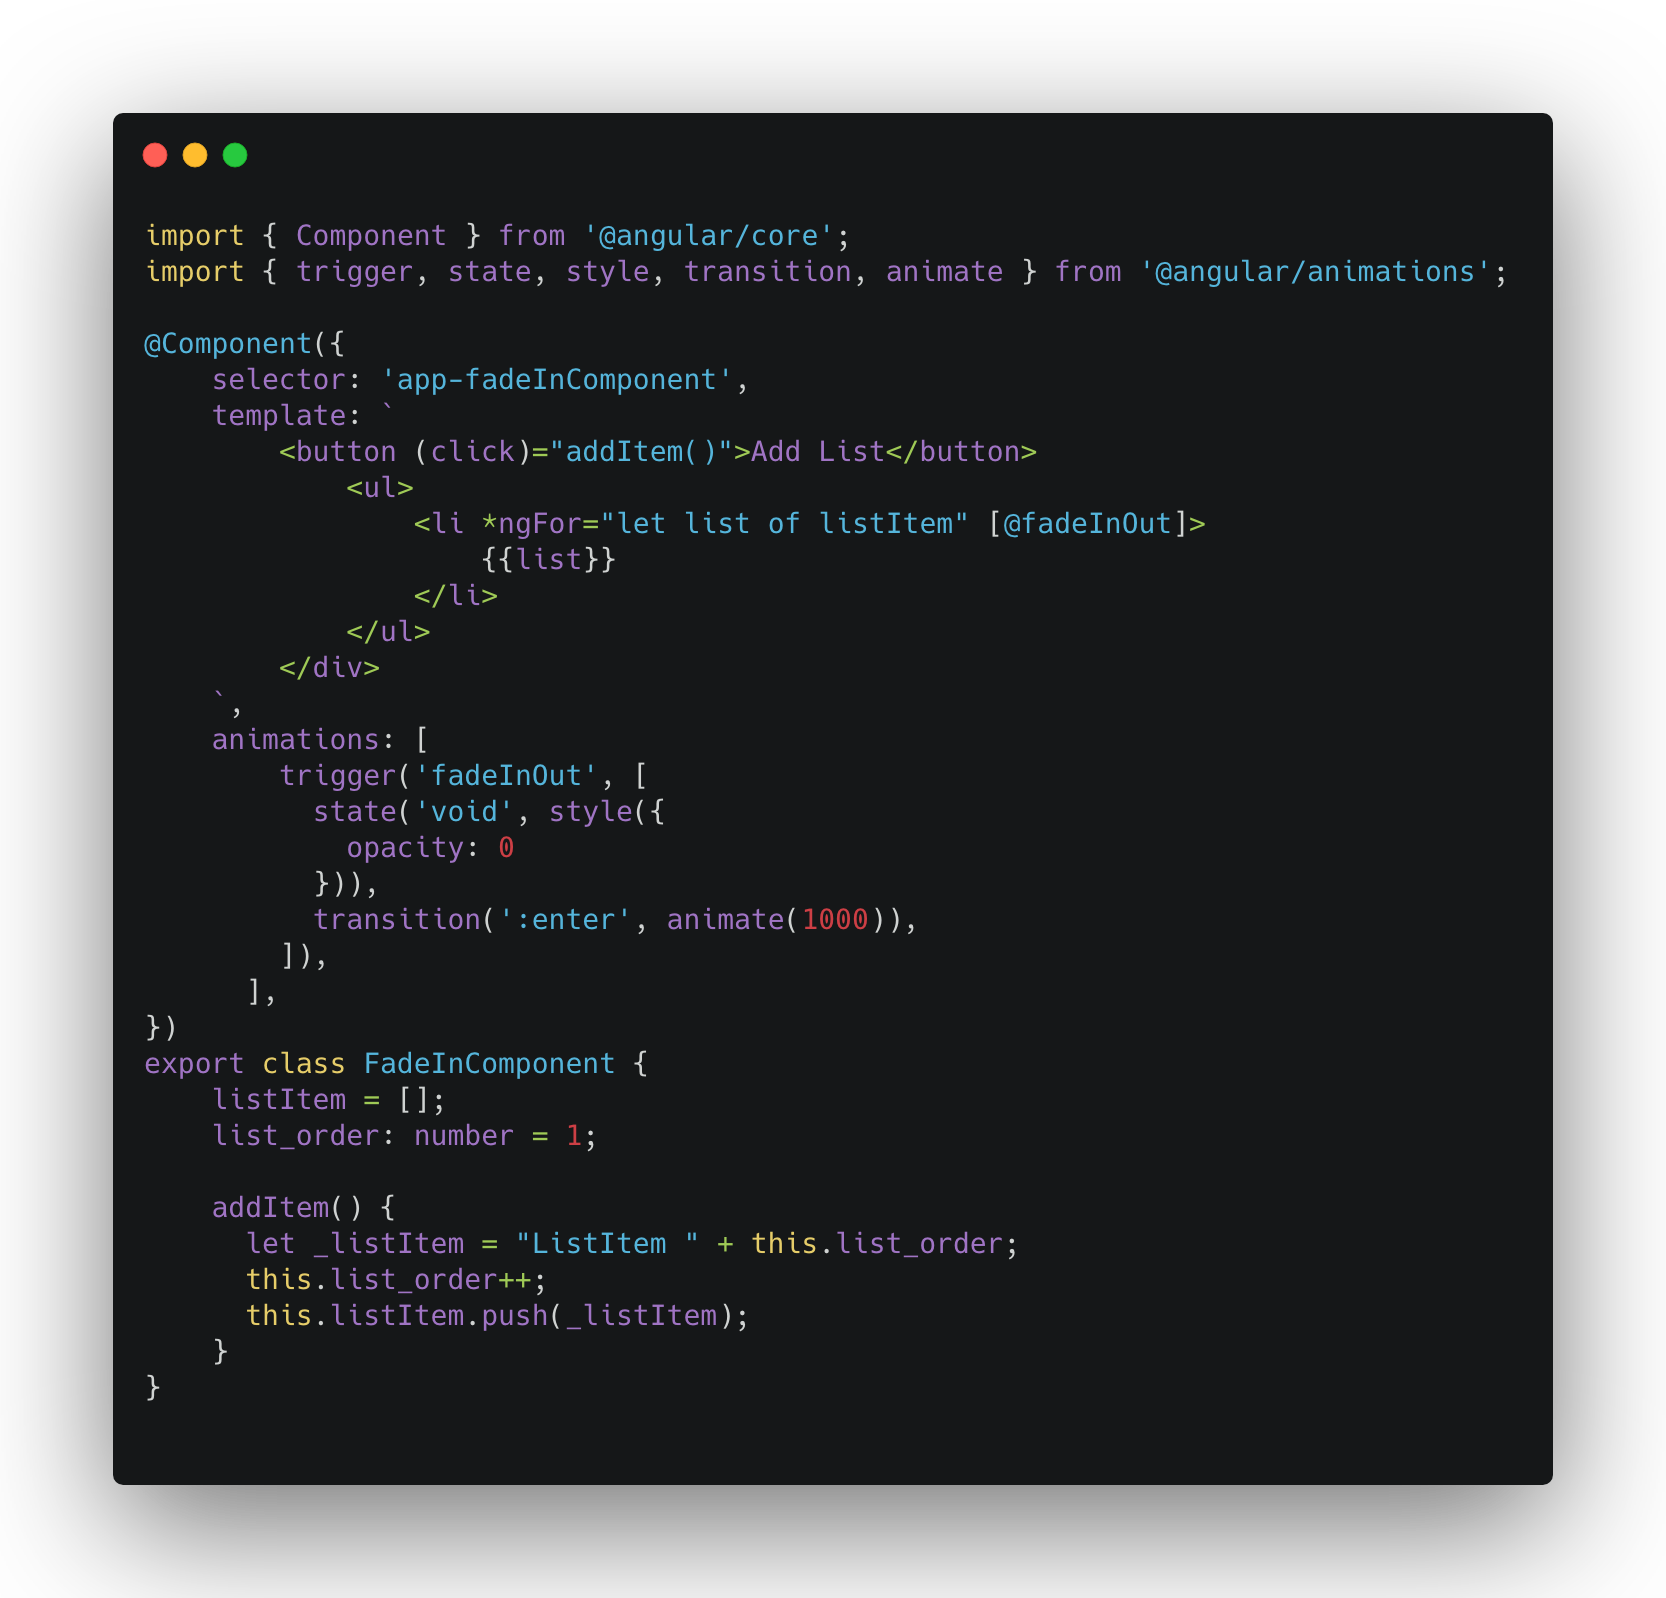 import { Component } from '@angular/core';
import { trigger, state, style, transition, animate } from '@angular/animations';

@Component({
    selector: 'app-fadeInComponent',
    template: `
        <button (click)="addItem()">Add List</button>
            <ul>
                <li *ngFor="let list of listItem" [@fadeInOut]>
                    {{list}}
                </li>
            </ul>
        </div>
    `,
    animations: [
        trigger('fadeInOut', [
          state('void', style({
            opacity: 0
          })),
          transition(':enter', animate(1000)),
        ]),
      ],
})
export class FadeInComponent {
    listItem = [];
    list_order: number = 1;

    addItem() {
      let _listItem = "ListItem " + this.list_order;
      this.list_order++;
      this.listItem.push(_listItem);
    }
}